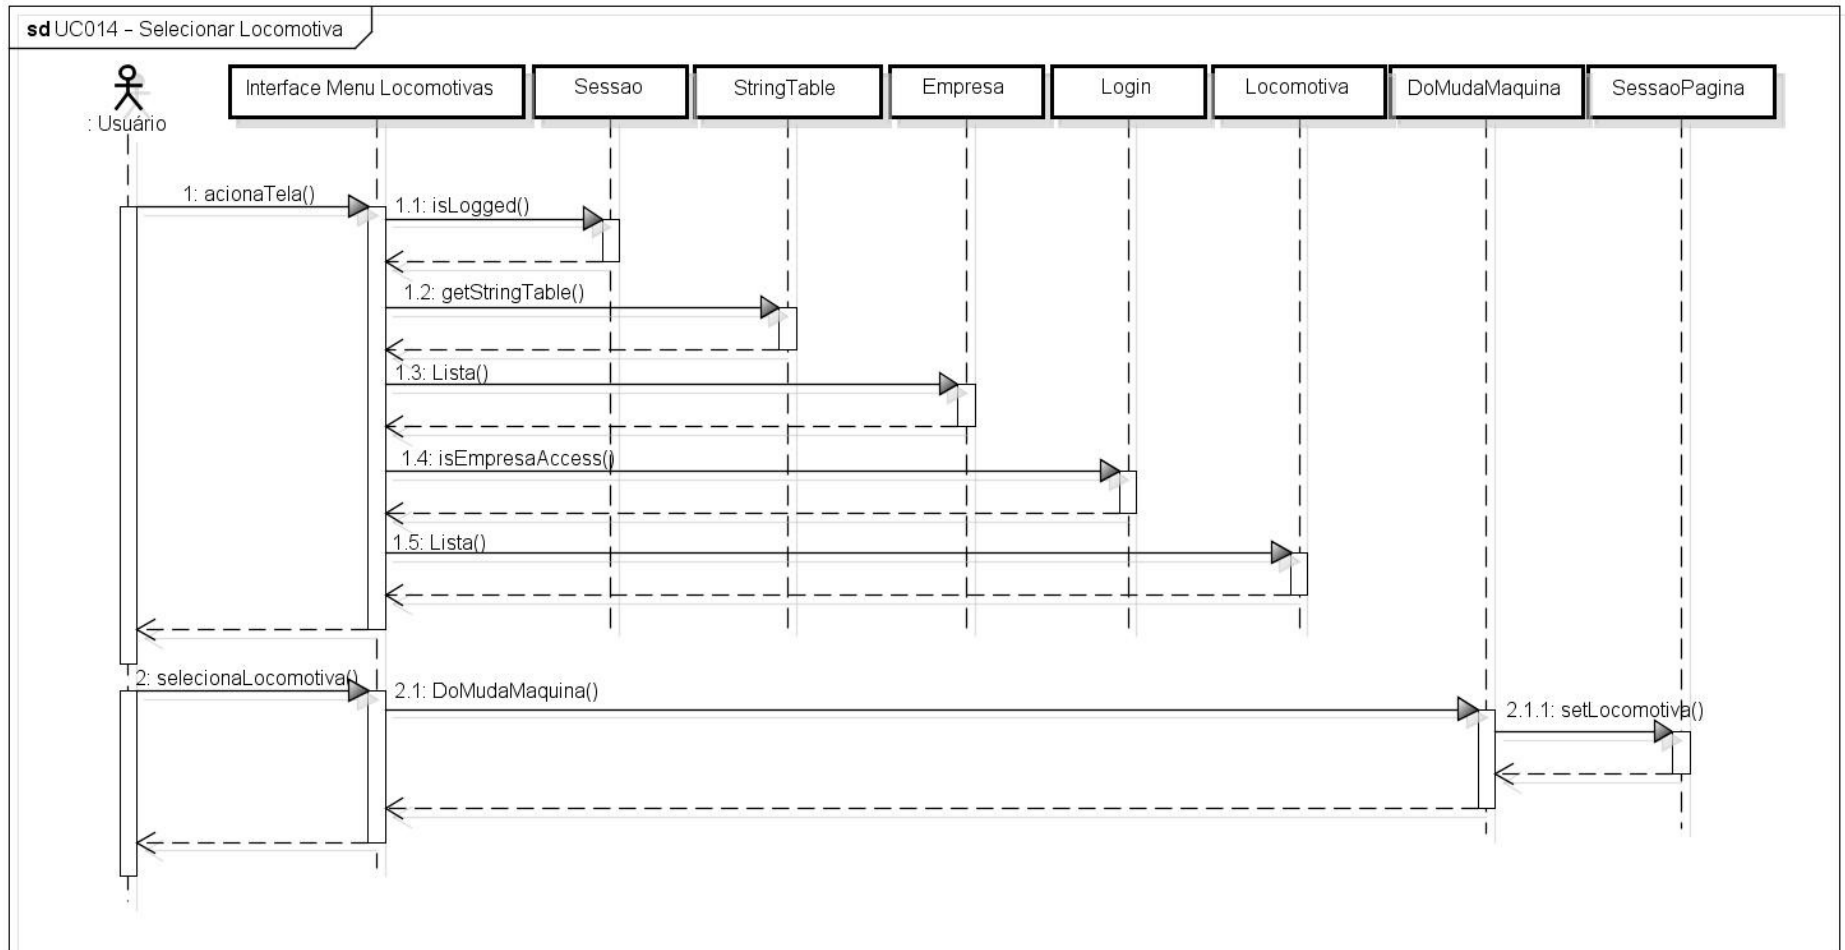 sd UC014 – Selecionar Locomotiva
: Usuário
Interface Menu Locomotivas
Sessao
StringTable
Empresa
Login
Locomotiva
DoMudaMaquina
SessaoPagina
1: acionaTela()
1.1: isLogged()
1.2: getStringTable()
1.3: Lista()
1.4: isEmpresaAccess()
1.5: Lista()
2: selecionaLocomotiva()
2.1: DoMudaMaquina()
2.1.1: setLocomotiva()